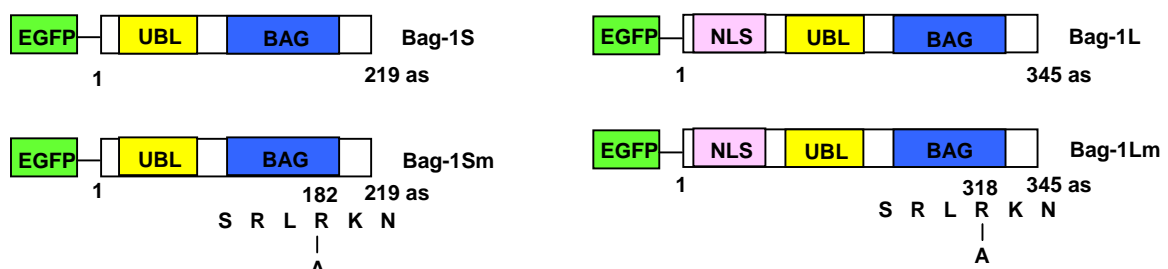 EGFP UBL BAG Bag-1S
1 219 as
EGFP NLS UBL BAG Bag-1L
1 345 as
EGFP UBL BAG Bag-1Sm
1 182 219 as
S R L R K N
A
EGFP NLS UBL BAG Bag-1Lm
1 318 345 as
S R L R K N
A